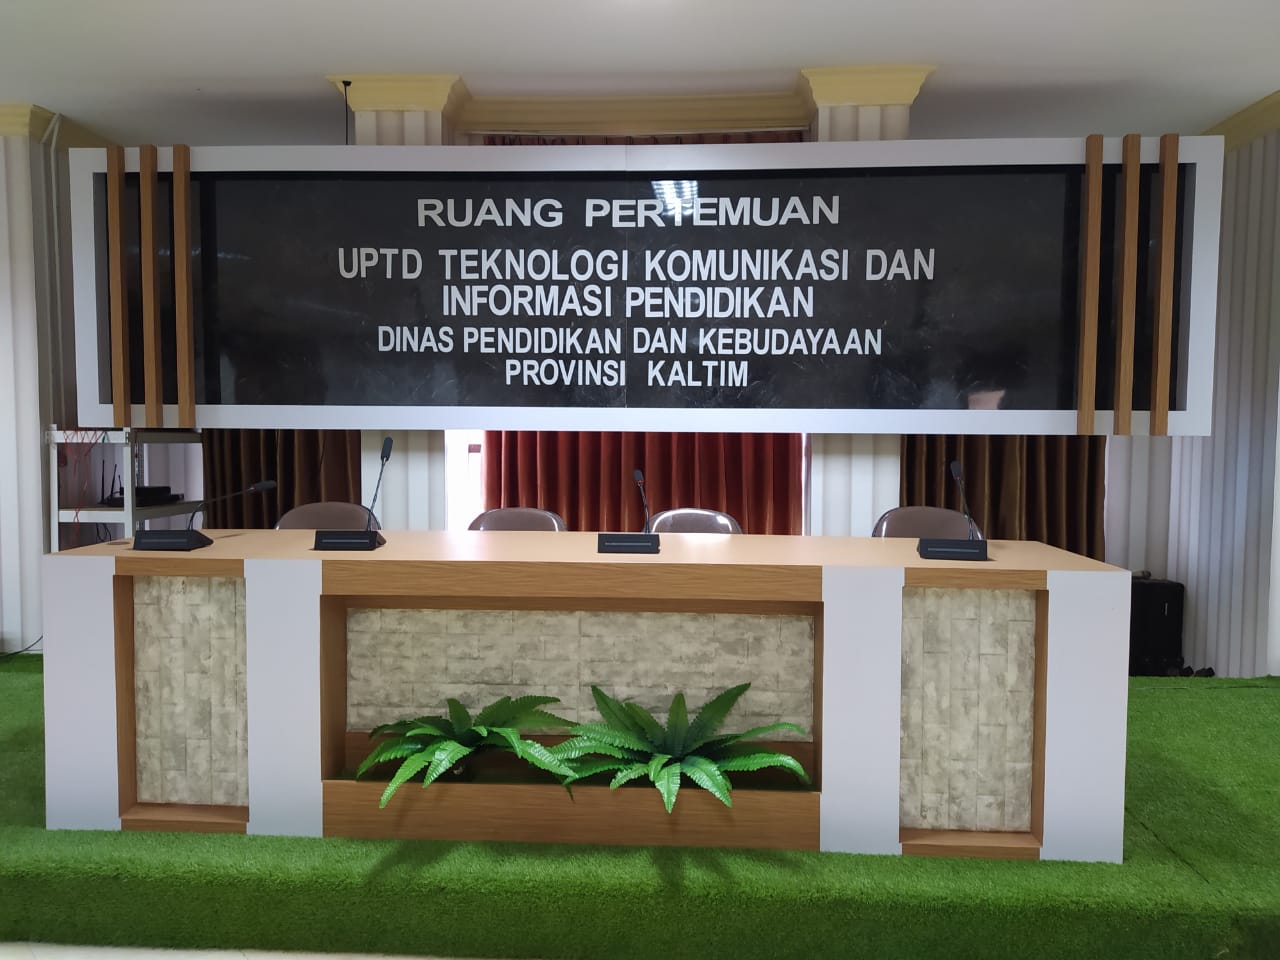 RUANG PERTEMUAN
UPTD TEKNOLOGI KOMUNIKASI DAN
INFORMASI PENDIDIKAN
DINAS PENDIDIKAN DAN KEBUDAYAAN
PROVINSI KALTIM